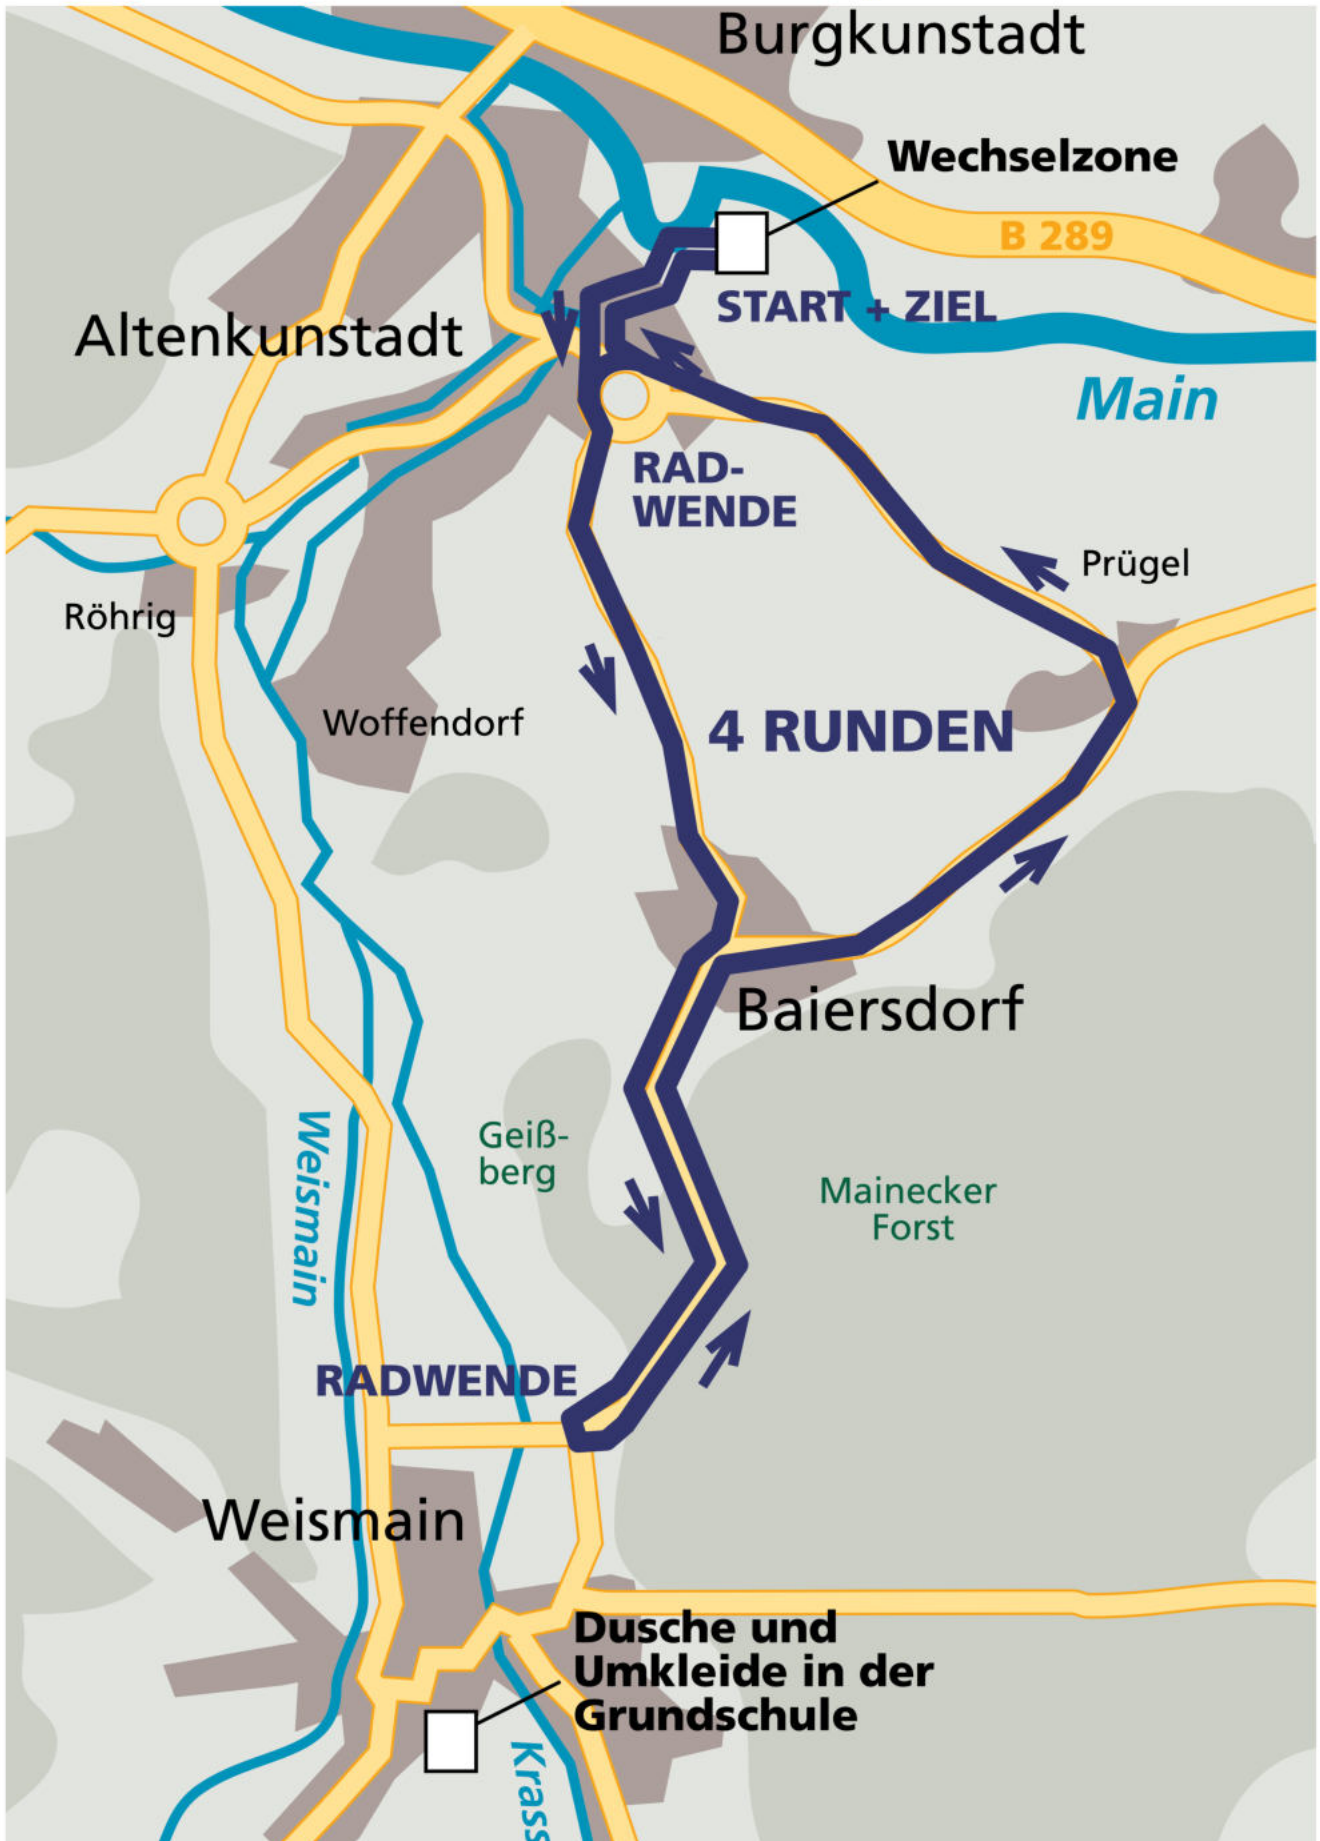 Burgkunstadt
Wechselzone
B 289
START + ZIEL
Altenkunstadt
Main
RAD-
WENDE
Prügel
Röhrig
Woffendorf
4 RUNDEN
Baiersdorf
Weismain
Geiß-
berg
Mainecker
Forst
RADWENDE
Weismain
Dusche und
Umkleide in der
Grundschule
Krass